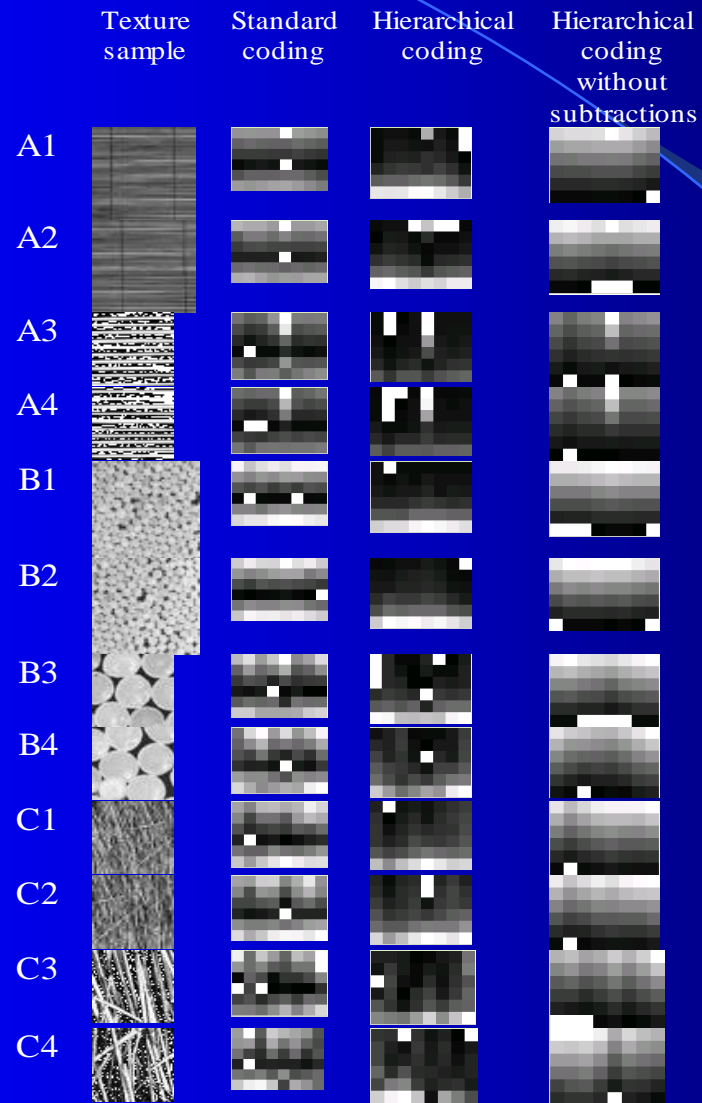 Texture sample
Standard coding
Hierarchical coding
Hierarchical coding without subtractions
A1
A2
A3
A4
B1
B2
B3
B4
C1
C2
C3
C4